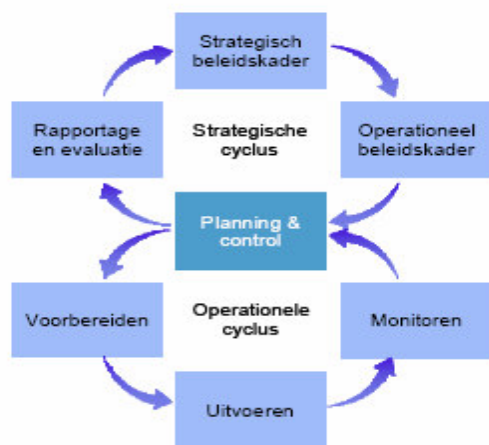 Strategisch
beleidskader
Rapportage
en evaluatie
Strategische
cyclus
Operationeel
beleidskader
Planning &
control
Voorbereiden
Operationele
cyclus
Monitoren
Uitvoeren